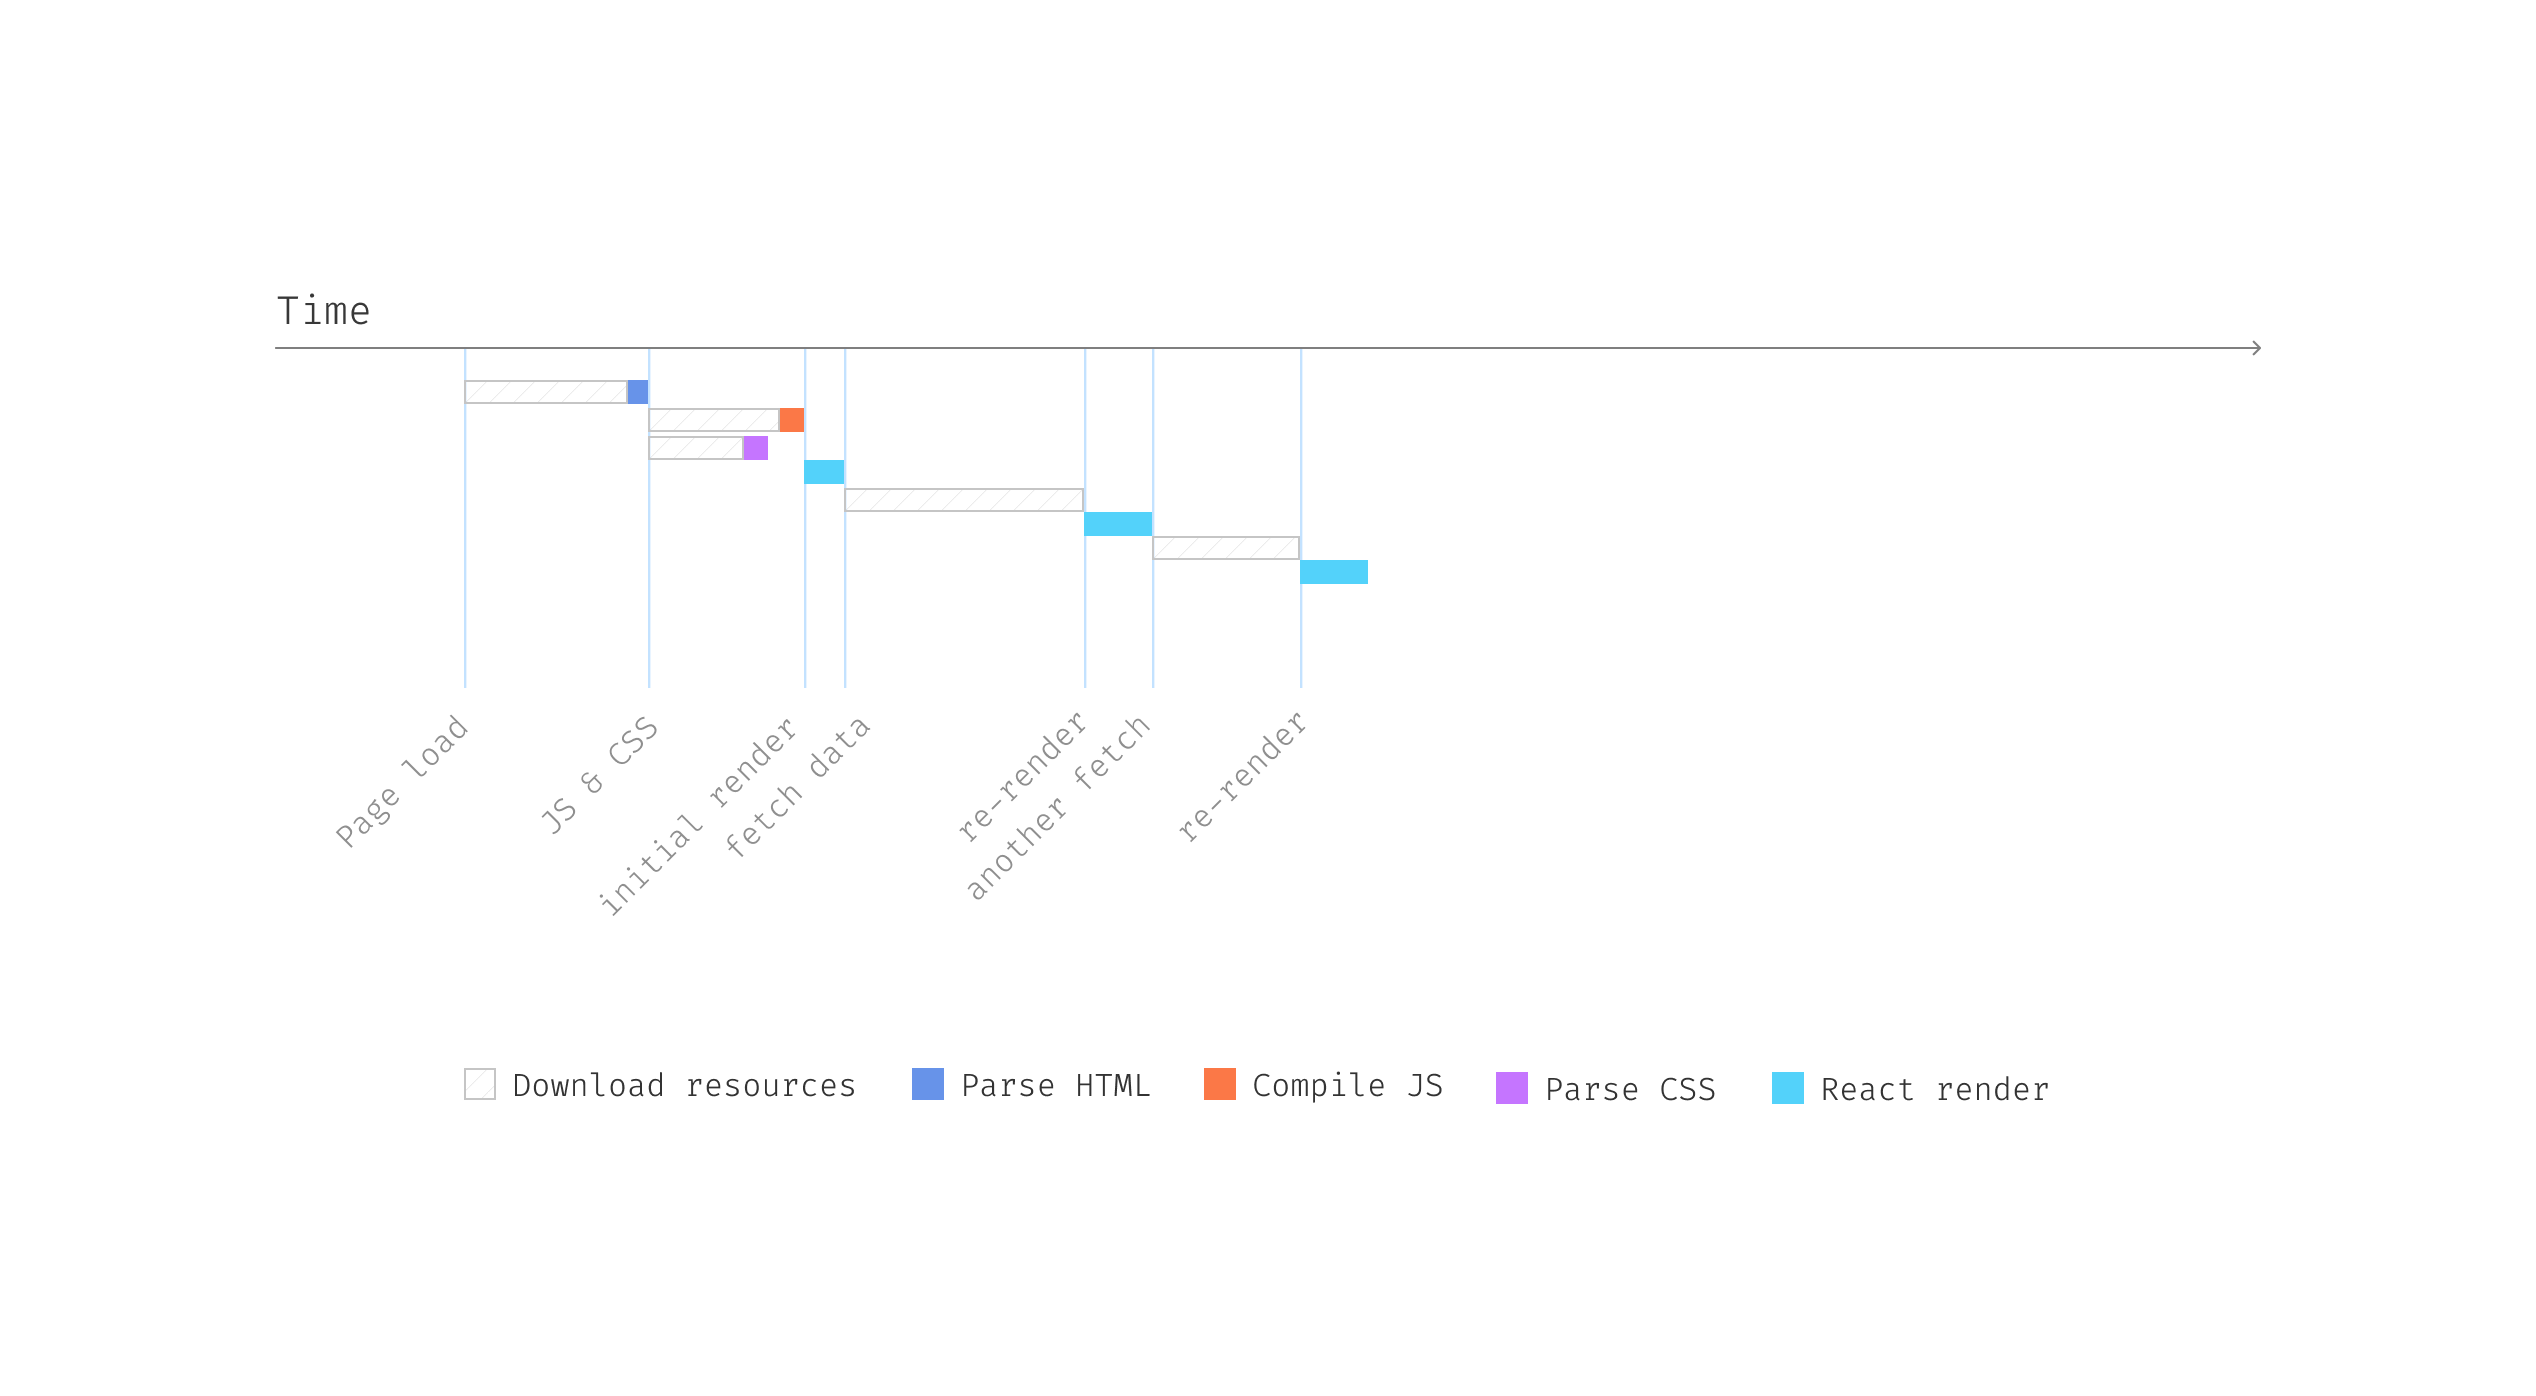 Time
Page load
JS & CSS
initial render
fetch data
re-render
another fetch
re-render
Download resources
Parse HTML
Compile JS
Parse CSS
React render